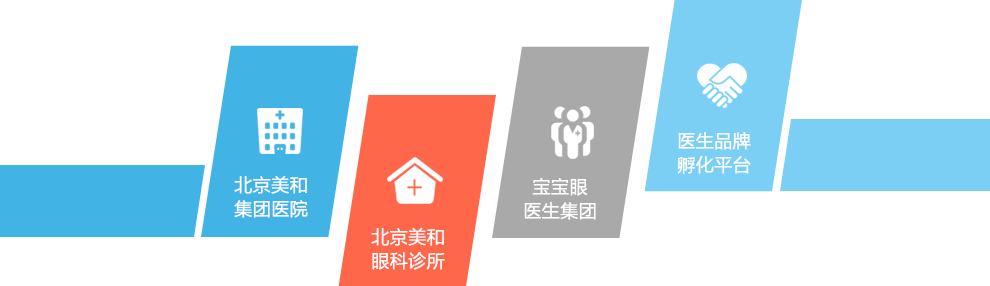 北京美和
集团医院
北京美和
眼科诊所
宝宝眼
医生集团
医生品牌
孵化平台